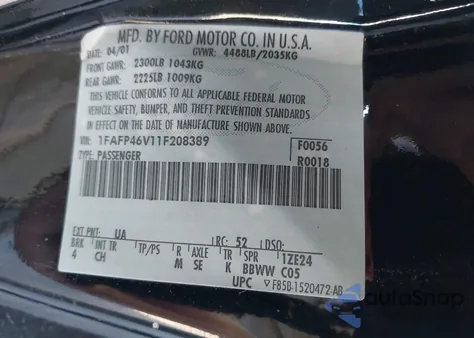 MFD. BY FORD MOTOR CO. IN U.S.A.
DATE: 04/01 GVWR: 4488LB/2035KG
FRONT GAWR: 2300LB 1043KG
REAR GAWR: 2225LB 1009KG
THIS VEHICLE CONFORMS TO ALL APPLICABLE FEDERAL MOTOR
VEHICLE SAFETY, BUMPER, AND THEFT PREVENTION STANDARDS
IN EFFECT ON THE DATE OF MANUFACTURE SHOWN ABOVE.
VIN: 1FAFP46V11F208389 F0056
TYPE: PASSENGER R0018
EXT PNT: UA RC: 52 DSO:
BRK INT TR TP/PS R AXLE TR SPR 1ZE24
4 CH M SE K BBWW C05
UPC F85B-1520472-AB
autoSnap